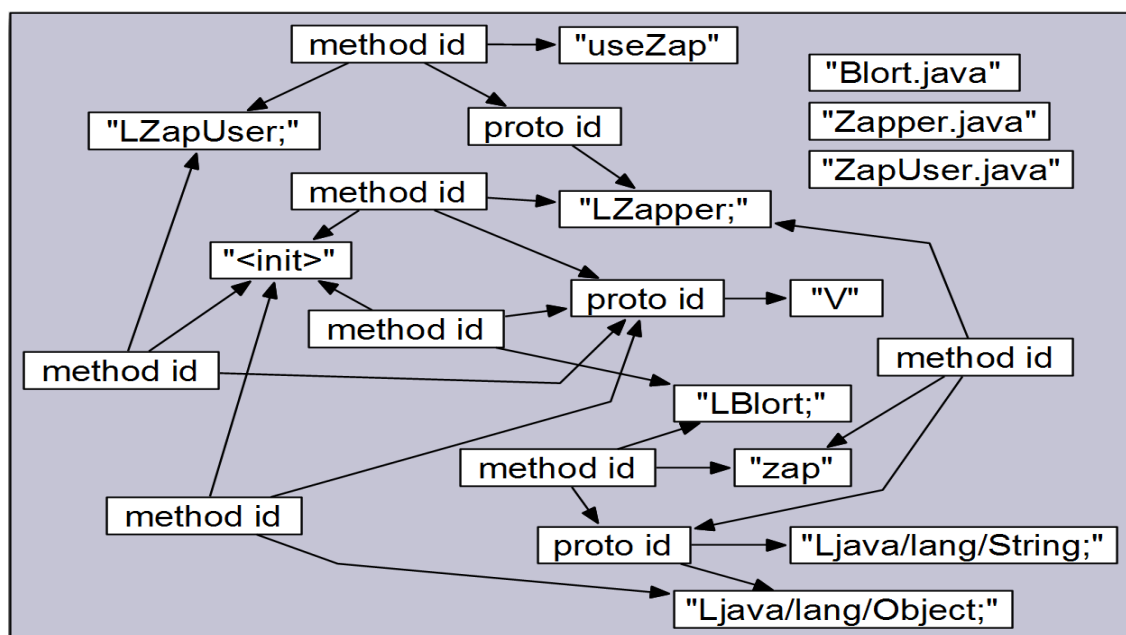 method id
"useZap"
"Blort.java"
"LZapUser;"
proto id
"Zapper.java"
"ZapUser.java"
method id
"LZapper;"
"<init>"
proto id
"V"
method id
method id
method id
"LBlort;"
method id
"zap"
method id
proto id
"Ljava/lang/String;"
"Ljava/lang/Object;"